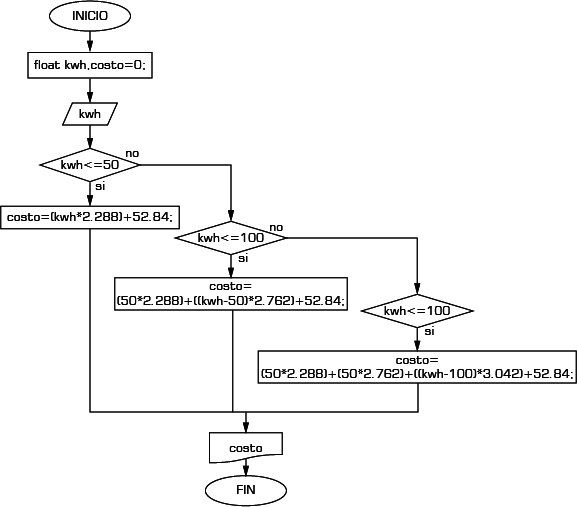 INICIO
float kwh,costo=0;
kwh
kwh<=50
no
si
costo=(kwh*2.288)+52.84;
kwh<=100
no
si
costo=
(50*2.288)+((kwh-50)*2.762)+52.84;
kwh<=100
si
costo=
(50*2.288)+(50*2.762)+((kwh-100)*3.042)+52.84;
costo
FIN